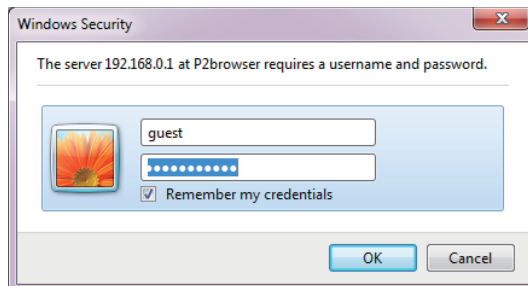 Windows Security
The server 192.168.0.1 at P2browser requires a username and password.
guest
•••••••••••
Remember my credentials
OK
Cancel